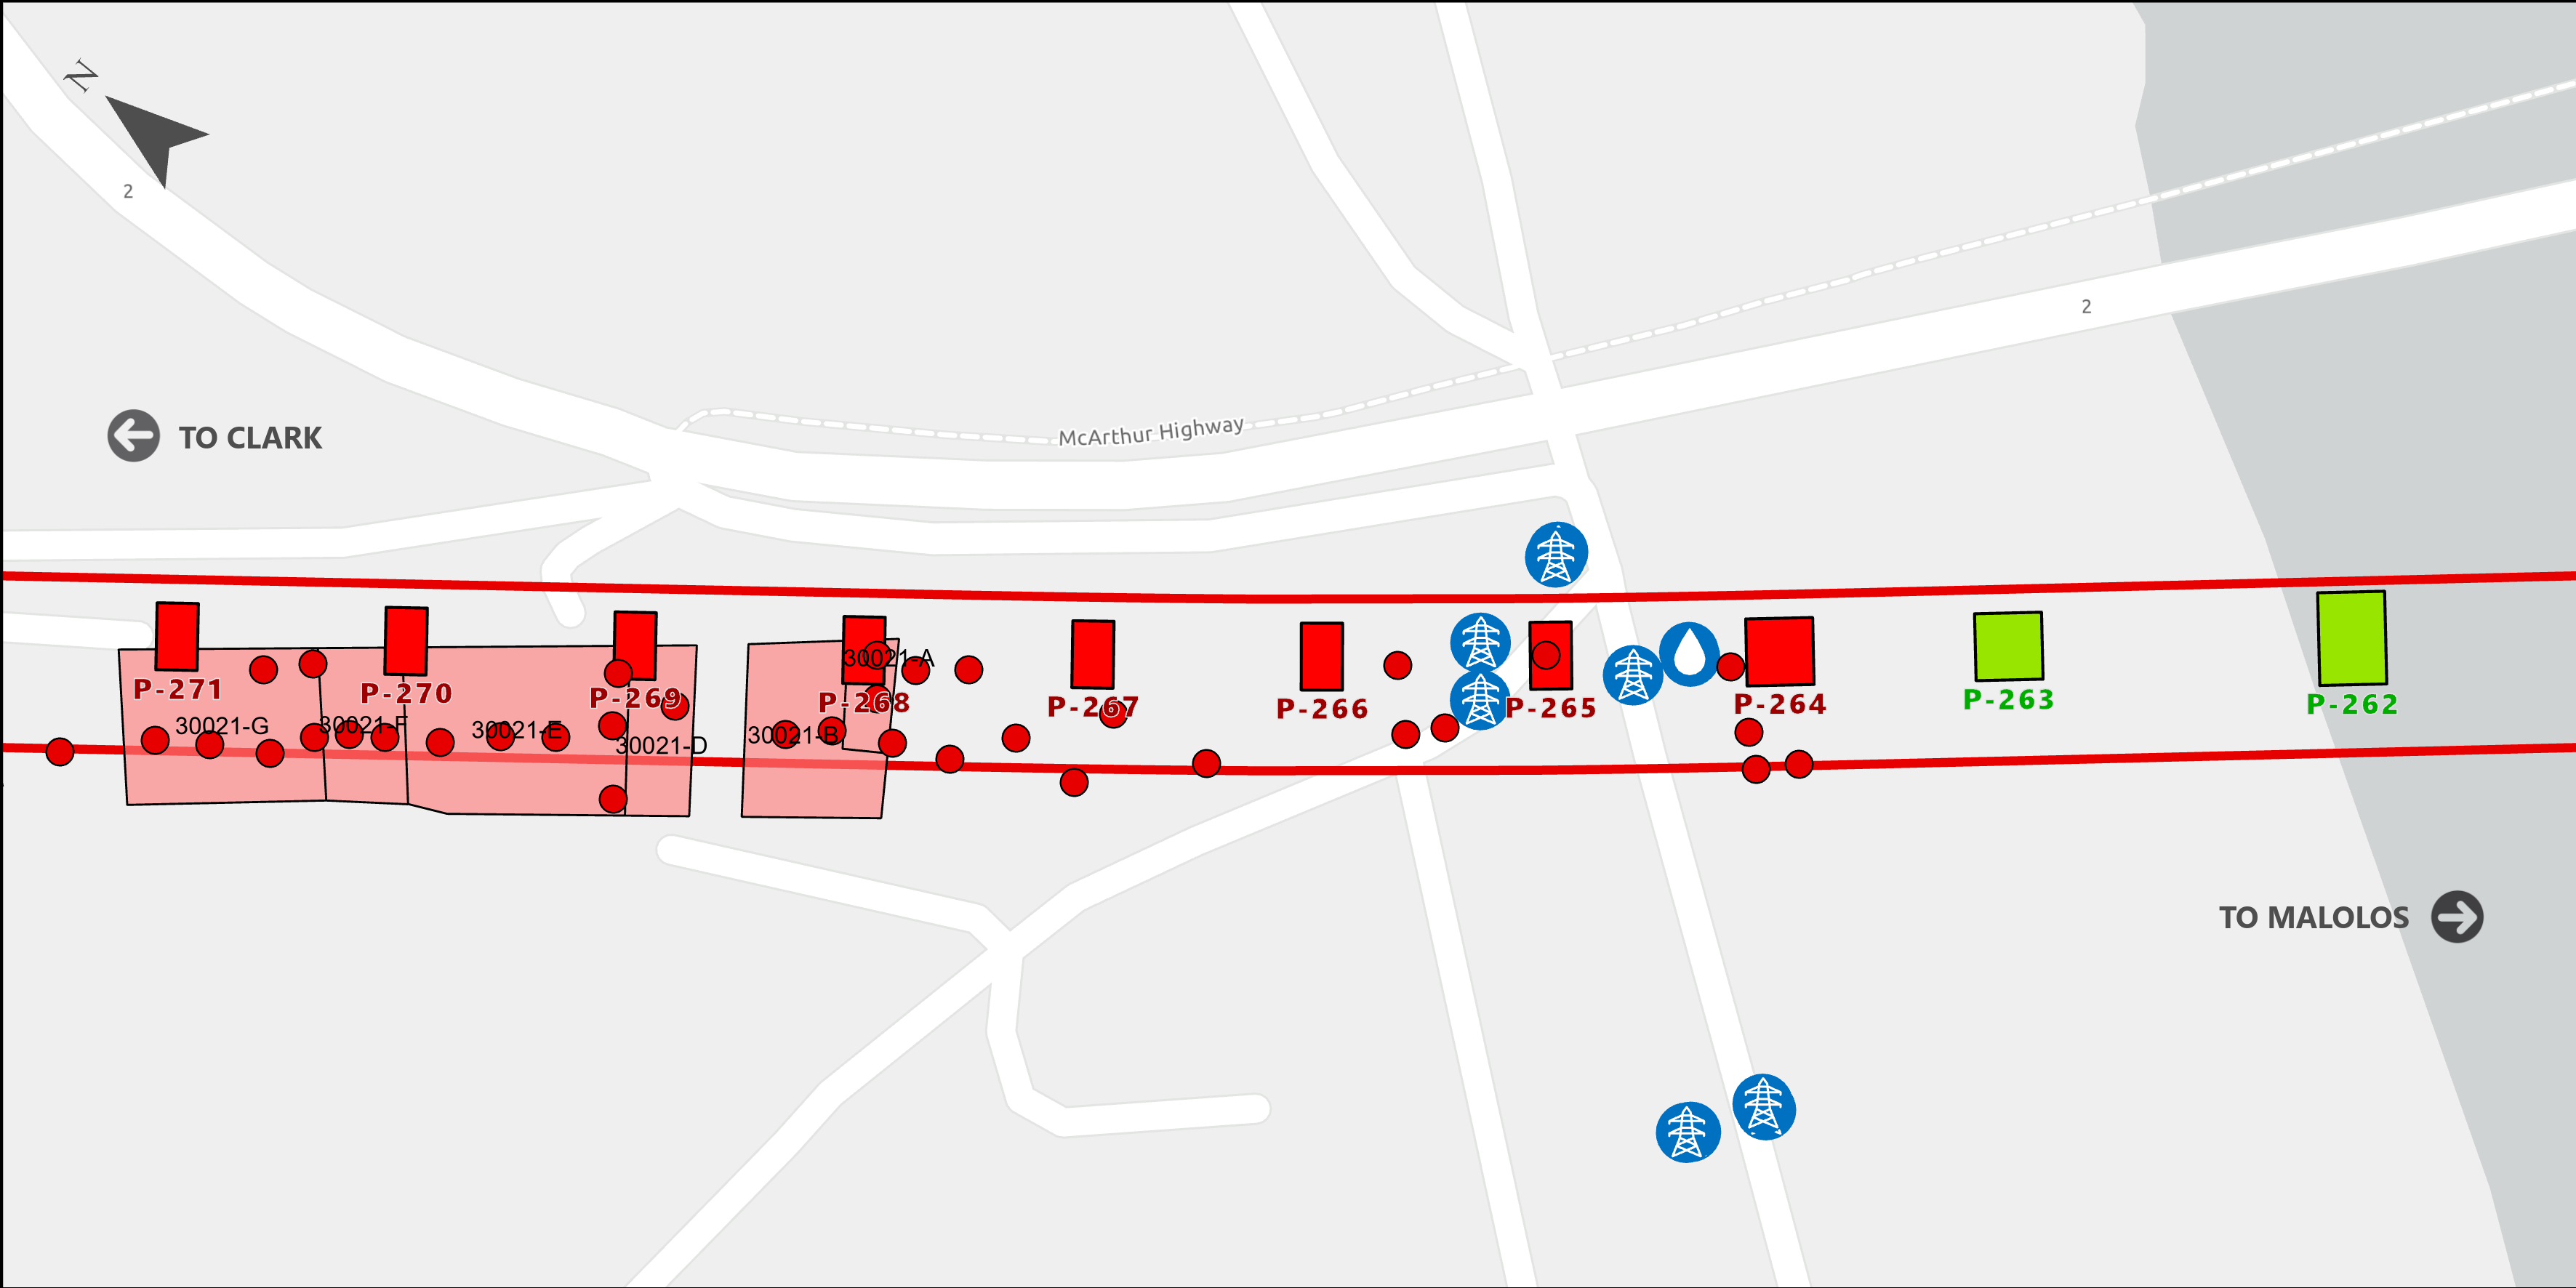 N
2
2
McArthur Highway
TO CLARK
30021-A
P-271
P-270
P-269
P-268
P-267
P-266
P-265
P-264
P-263
P-262
30021-G
30021-F
30021-E
30021-D
30021-B
TO MALOLOS